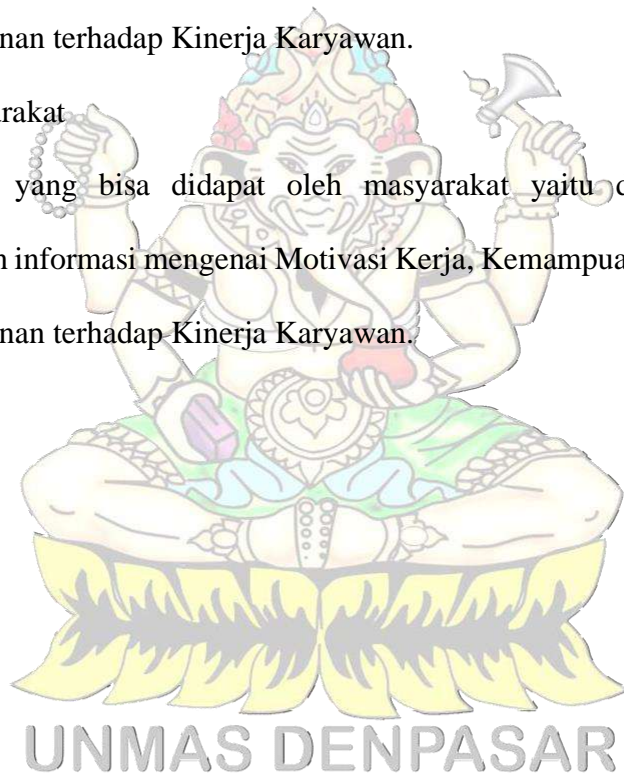 nan terhadap Kinerja Karyawan.
arakat
yang bisa didapat oleh masyarakat yaitu d
n informasi mengenai Motivasi Kerja, Kemampua
nan terhadap Kinerja Karyawan.
UNMAS DENPASAR